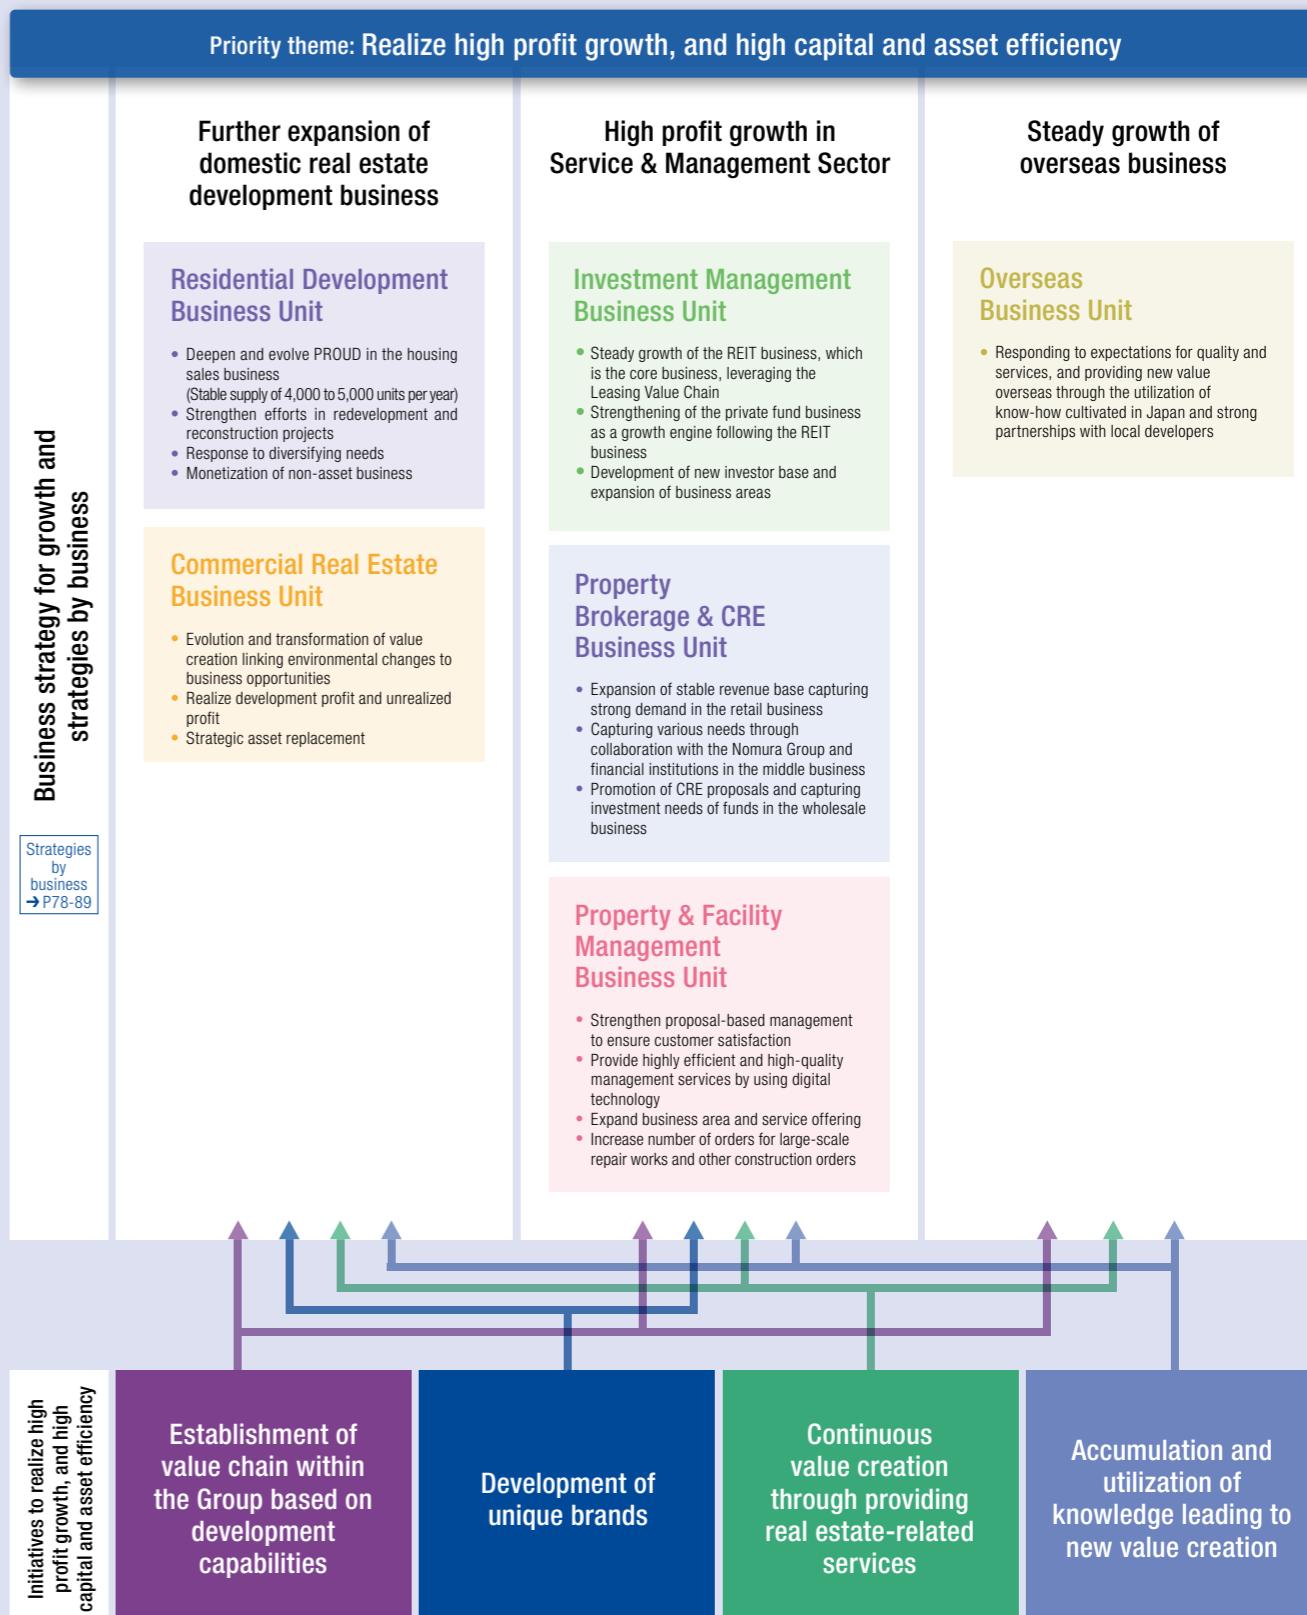 Priority theme: Realize high profit growth, and high capital and asset efficiency
Business strategy for growth and
strategies by business
Strategies
by
business
➔ P78-89
Further expansion of
domestic real estate
development business
Residential Development
Business Unit
• Deepen and evolve PROUD in the housing
sales business
(Stable supply of 4,000 to 5,000 units per year)
• Strengthen efforts in redevelopment and
reconstruction projects
• Response to diversifying needs
• Monetization of non-asset business
Commercial Real Estate
Business Unit
• Evolution and transformation of value
creation linking environmental changes to
business opportunities
• Realize development profit and unrealized
profit
• Strategic asset replacement
High profit growth in
Service & Management Sector
Investment Management
Business Unit
• Steady growth of the REIT business, which
is the core business, leveraging the
Leasing Value Chain
• Strengthening of the private fund business
as a growth engine following the REIT
business
• Development of new investor base and
expansion of business areas
Property
Brokerage & CRE
Business Unit
• Expansion of stable revenue base capturing
strong demand in the retail business
• Capturing various needs through
collaboration with the Nomura Group and
financial institutions in the middle business
• Promotion of CRE proposals and capturing
investment needs of funds in the wholesale
business
Property & Facility
Management
Business Unit
• Strengthen proposal-based management
to ensure customer satisfaction
• Provide highly efficient and high-quality
management services by using digital
technology
• Expand business area and service offering
• Increase number of orders for large-scale
repair works and other construction orders
Steady growth of
overseas business
Overseas
Business Unit
• Responding to expectations for quality and
services, and providing new value
overseas through the utilization of
know-how cultivated in Japan and strong
partnerships with local developers
Initiatives to realize high
profit growth, and high
capital and asset efficiency
Establishment of
value chain within
the Group based on
development
capabilities
Development of
unique brands
Continuous
value creation
through providing
real estate-related
services
Accumulation and
utilization of
knowledge leading to
new value creation